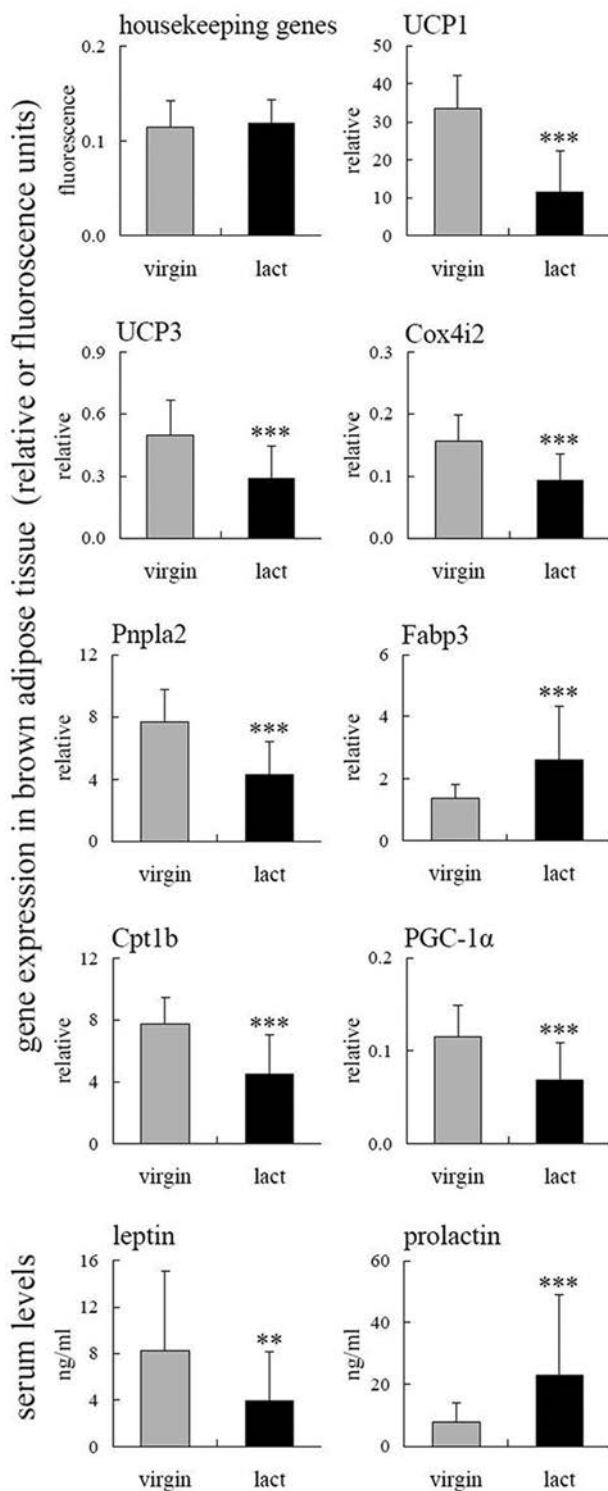 gene expression in brown adipose tissue (relative or fluoroscence units)
housekeeping genes
fluorescence
0.2
0.1
0.0
virgin lact
UCP1
relative
50
40
30
20
10
0
***
virgin lact
UCP3
relative
0.9
0.6
0.3
0.0
***
virgin lact
Cox4i2
relative
0.3
0.2
0.1
0.0
***
virgin lact
Pnpla2
relative
12
8
4
0
***
virgin lact
Fabp3
relative
6
4
2
0
***
virgin lact
Cpt1b
relative
12
8
4
0
***
virgin lact
PGC-1α
relative
0.2
0.1
0.0
***
virgin lact
serum levels
leptin
ng/ml
16
12
8
4
0
**
virgin lact
prolactin
ng/ml
60
40
20
0
***
virgin lact